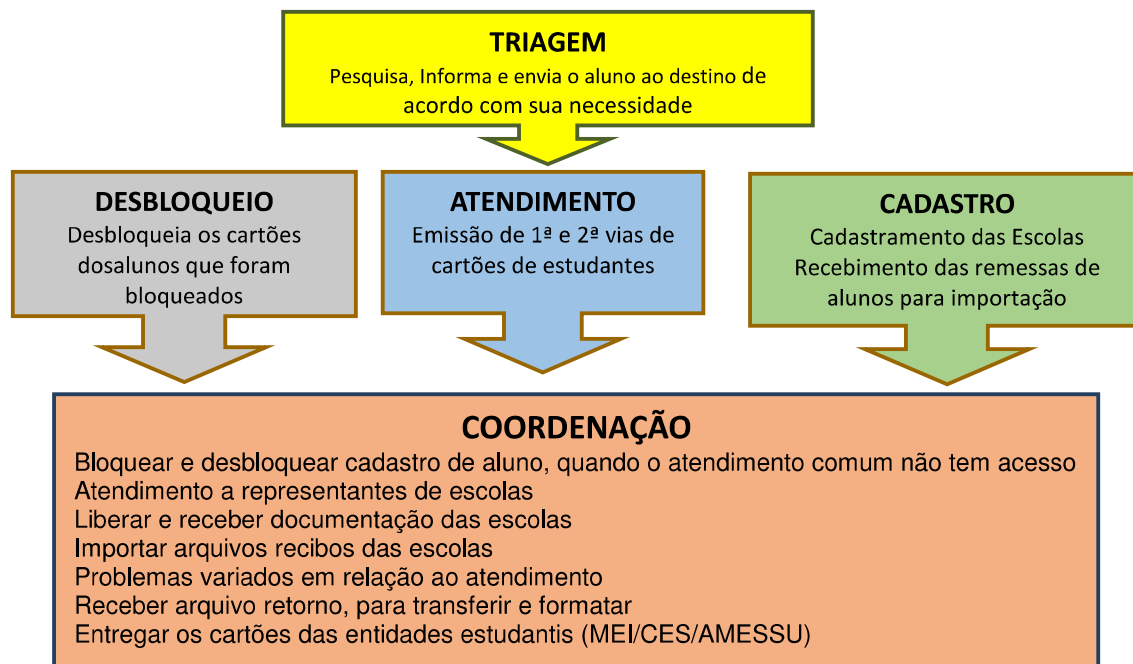 TRIAGEM
Pesquisa, Informa e envia o aluno ao destino de
acordo com sua necessidade
DESBLOQUEIO
Desbloqueia os cartões
dosalunos que foram
bloqueados
ATENDIMENTO
Emissão de 1ª e 2ª vias de
cartões de estudantes
CADASTRO
Cadastramento das Escolas
Recebimento das remessas de
alunos para importação
COORDENAÇÃO
Bloquear e desbloquear cadastro de aluno, quando o atendimento comum não tem acesso
Atendimento a representantes de escolas
Liberar e receber documentação das escolas
Importar arquivos recibos das escolas
Problemas variados em relação ao atendimento
Receber arquivo retorno, para transferir e formatar
Entregar os cartões das entidades estudantis (MEI/CES/AMESSU)